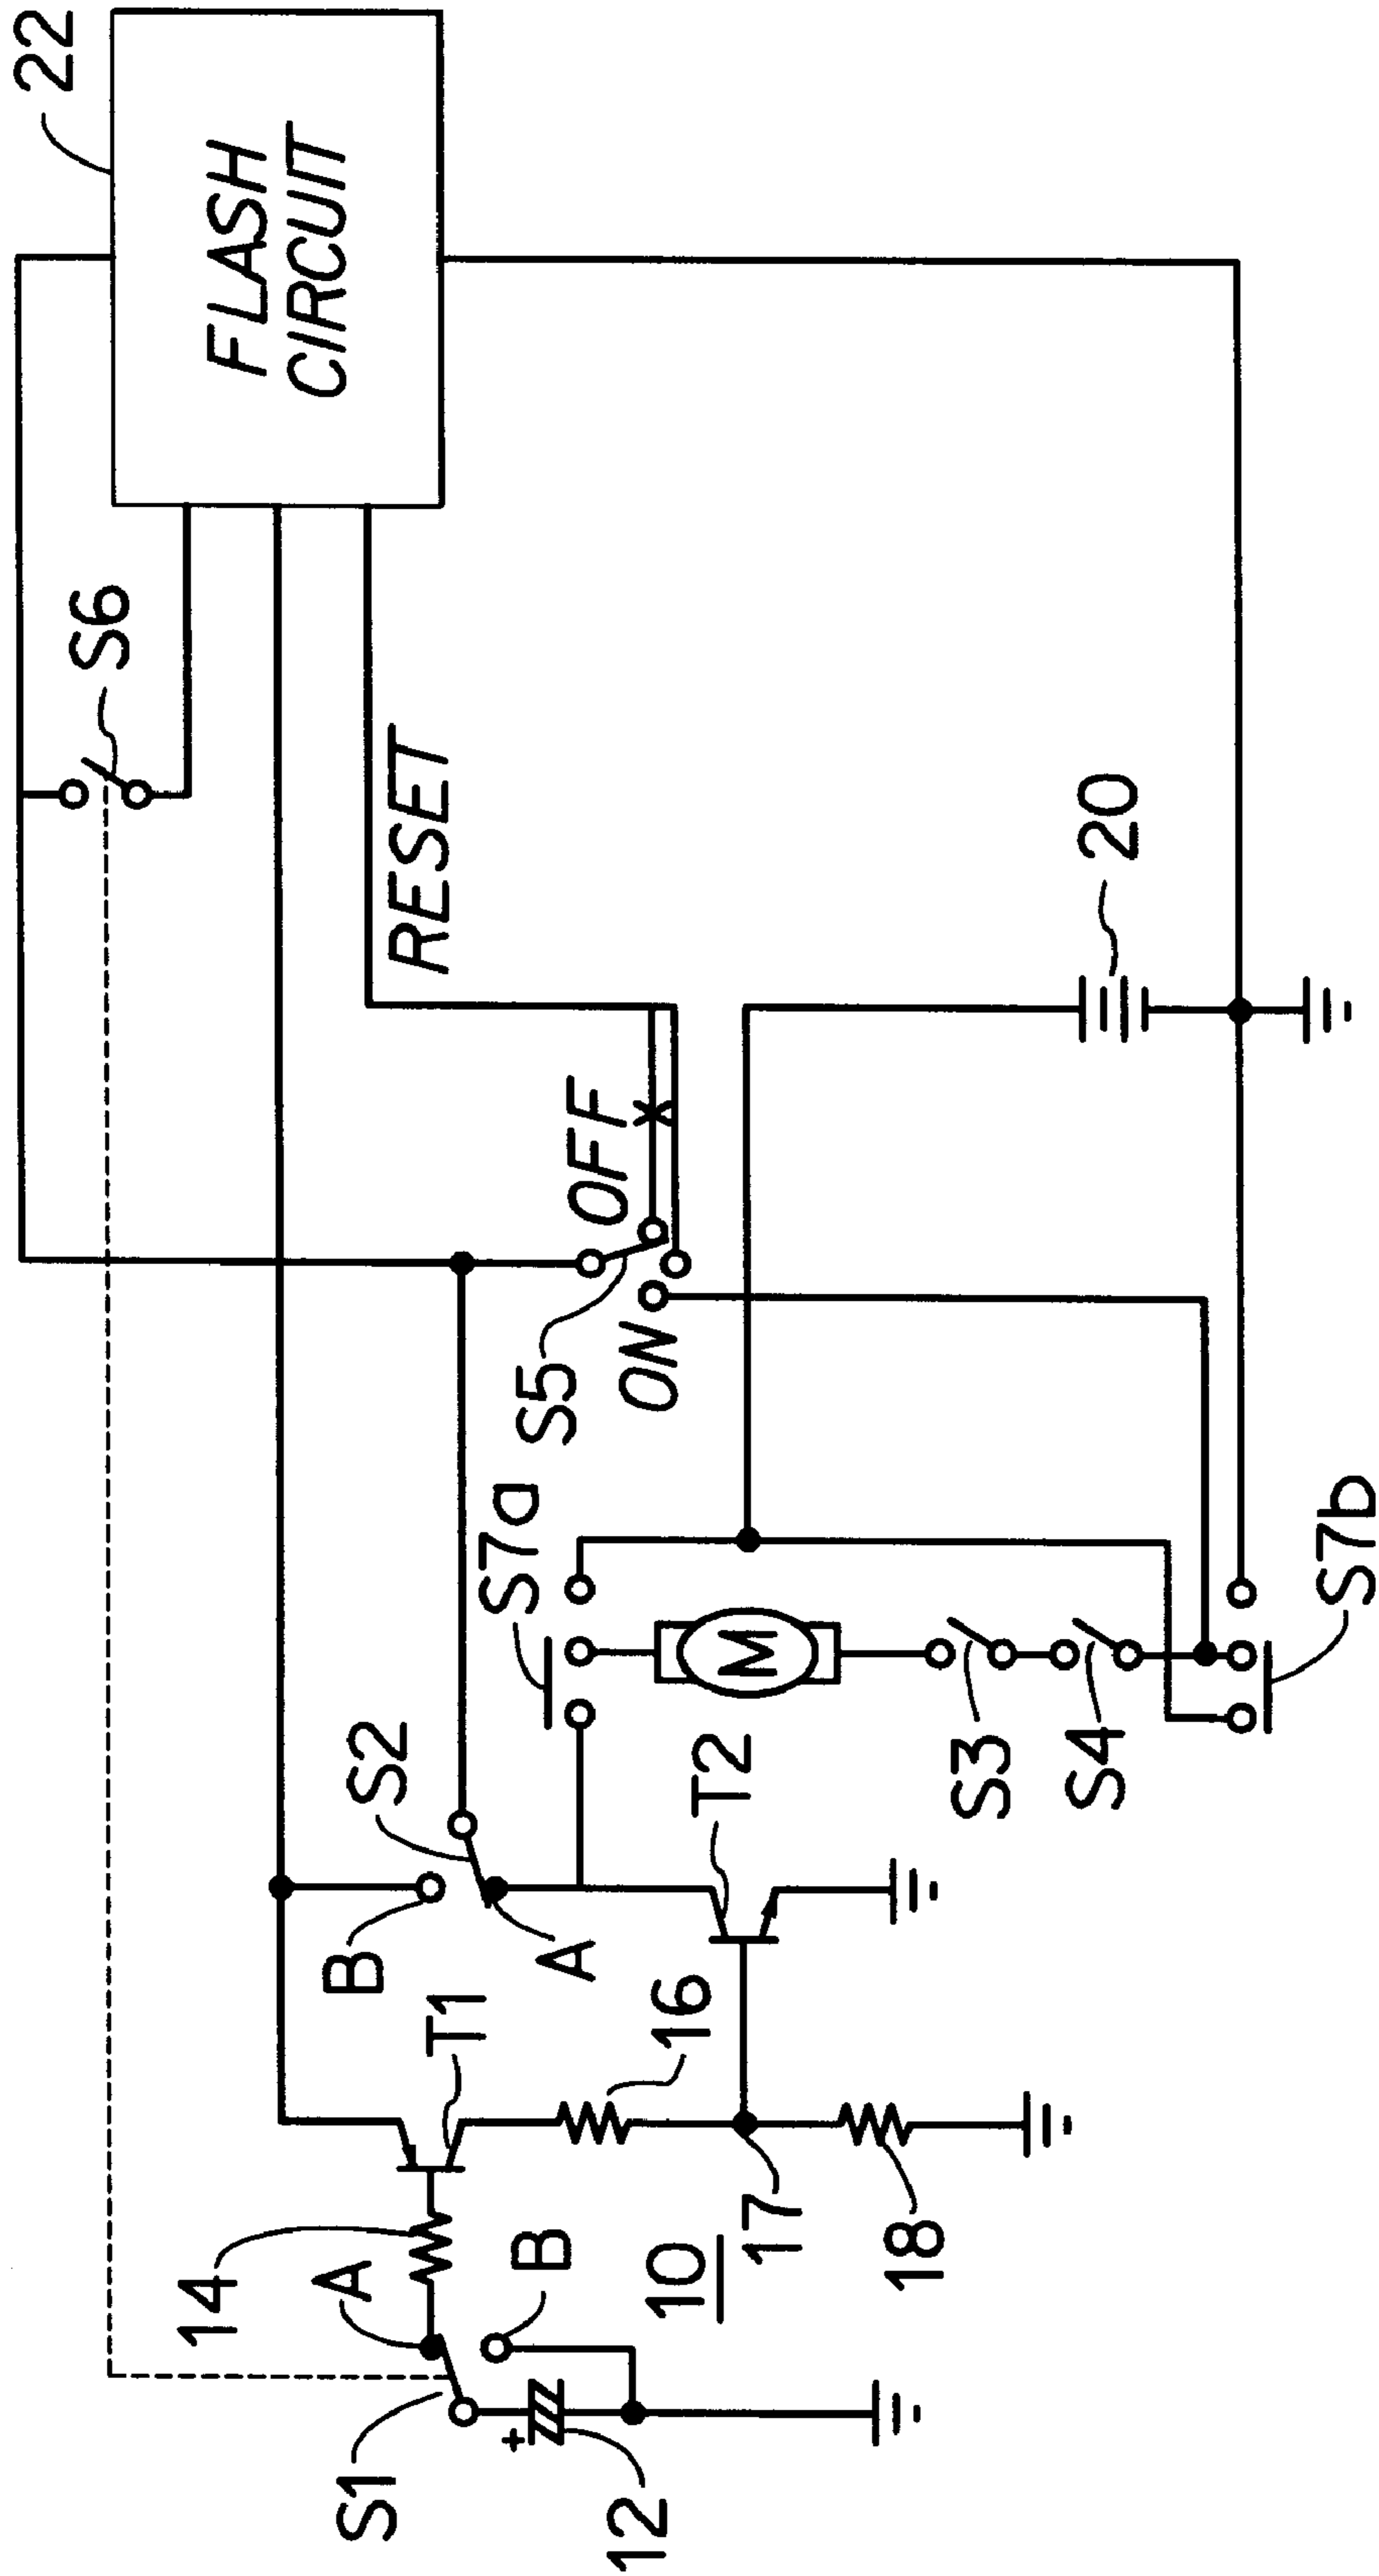 22
FLASH
CIRCUIT
S6
RESET
OFF
S5
ON
20
S7a
S2
B
A
T1
T2
M
S3
S4
S7b
14
A
B
16
17
10
18
S1
+
12